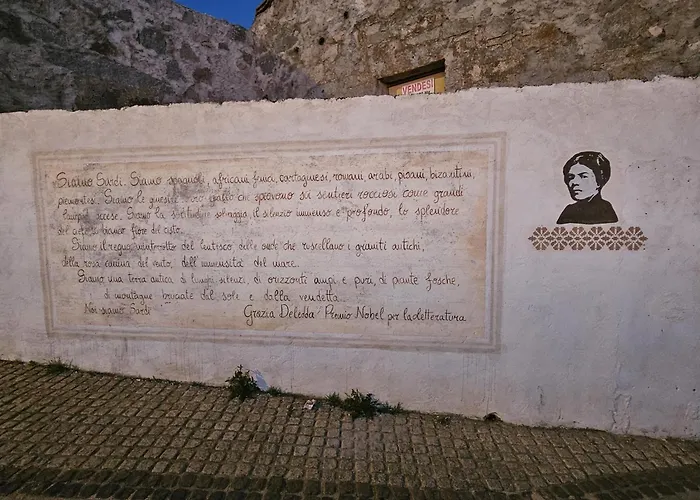 VENDESI
Siamo Sardi. Siamo spagnoli, africani, fenici, cartaginesi, romani, arabi, pisani, bizantini,
piemontesi. Siamo le ginestre d'oro giallo che spiovono sui sentieri rocciosi come grandi
lampade accese. Siamo la solitudine selvaggia, il silenzio immenso e profondo, lo splendore
del cielo, il bianco fiore del cisto.
Siamo il regno ininterrotto del lentisco, delle onde che ruscellano i graniti antichi,
della rosa canina, del vento, dell'immensità del mare.
Siamo una terra antica di lunghi silenzi, di orizzonti ampi e puri, di piante fosche,
di montagne bruciate dal sole e dalla vendetta.
Noi siamo Sardi
Grazia Deledda Premio Nobel per la letteratura